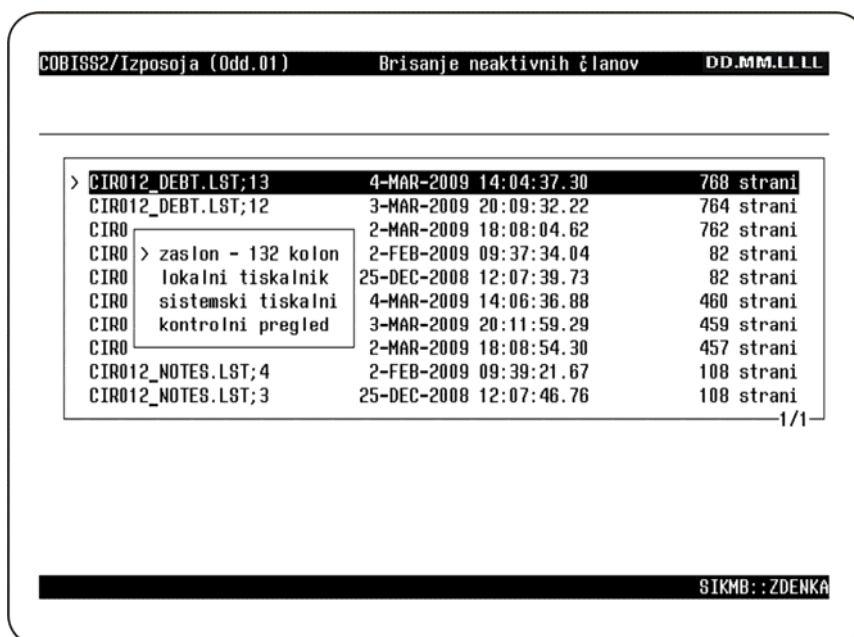 COBISS2/Izposoja (Odd.01) Brisanje neaktivnih članov DD.MM.LLLL
> CIR012_DEBT.LST;13 4-MAR-2009 14:04:37.30 768 strani
CIR012_DEBT.LST;12 3-MAR-2009 20:09:32.22 764 strani
CIR0 2-MAR-2009 18:08:04.62 762 strani
CIR0 > zaslon - 132 kolon 2-FEB-2009 09:37:34.04 82 strani
CIR0 lokalni tiskalnik 25-DEC-2008 12:07:39.73 82 strani
CIR0 sistemski tiskalni 4-MAR-2009 14:06:36.88 460 strani
CIR0 kontrolni pregled 3-MAR-2009 20:11:59.29 459 strani
CIR0 2-MAR-2009 18:08:54.30 457 strani
CIR012_NOTES.LST;4 2-FEB-2009 09:39:21.67 108 strani
CIR012_NOTES.LST;3 25-DEC-2008 12:07:46.76 108 strani
1/1
SIKMB::ZDENKA